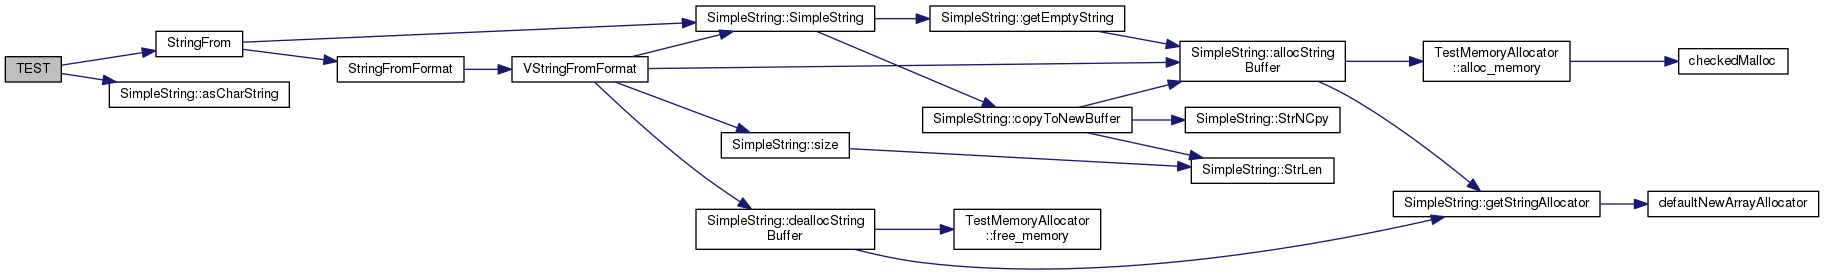 TEST
StringFrom
SimpleString::asCharString
StringFromFormat
VStringFromFormat
SimpleString::SimpleString
SimpleString::size
SimpleString::deallocString
Buffer
SimpleString::getEmptyString
SimpleString::copyToNewBuffer
TestMemoryAllocator
::free_memory
SimpleString::allocString
Buffer
SimpleString::StrNCpy
SimpleString::StrLen
TestMemoryAllocator
::alloc_memory
SimpleString::getStringAllocator
checkedMalloc
defaultNewArrayAllocator